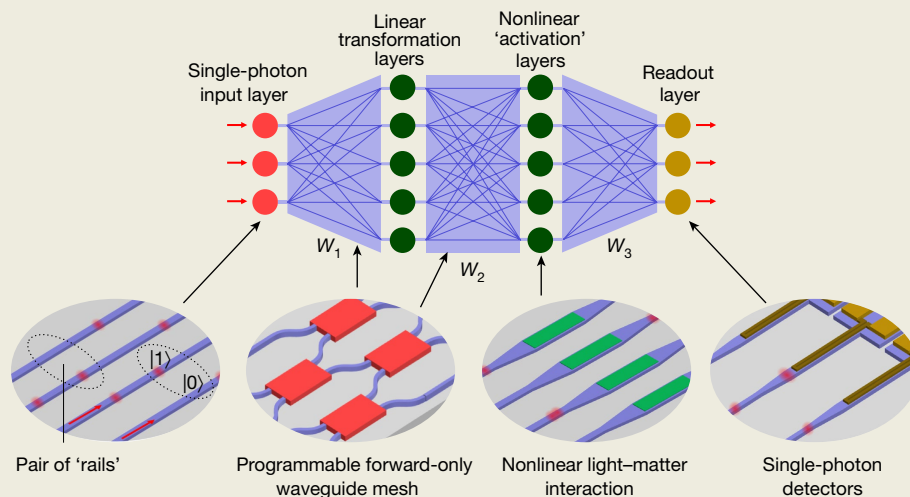 Single-photon
input layer
Linear
transformation
layers
Nonlinear
‘activation’
layers
Readout
layer
W1
W2
W3
|1⟩
|0⟩
Pair of ‘rails’
Programmable forward-only
waveguide mesh
Nonlinear light–matter
interaction
Single-photon
detectors